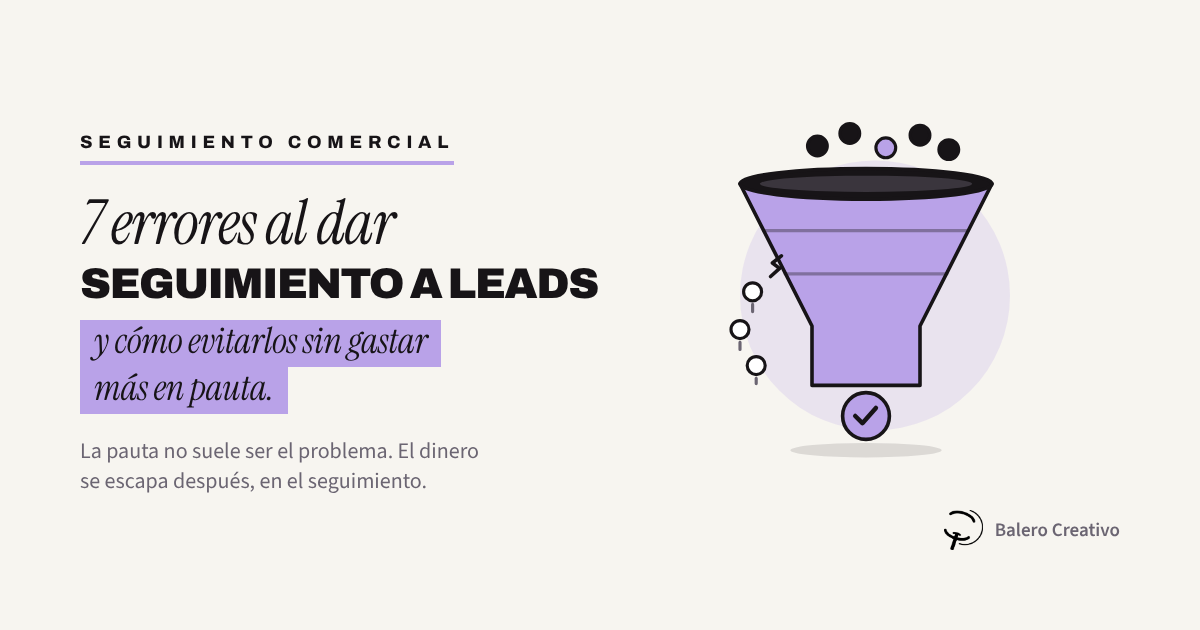 SEGUIMIENTO COMERCIAL
7 errores al dar
SEGUIMIENTO A LEADS
y cómo evitarlos sin gastar
más en pauta.
La pauta no suele ser el problema. El dinero
se escapa después, en el seguimiento.
Balero Creativo